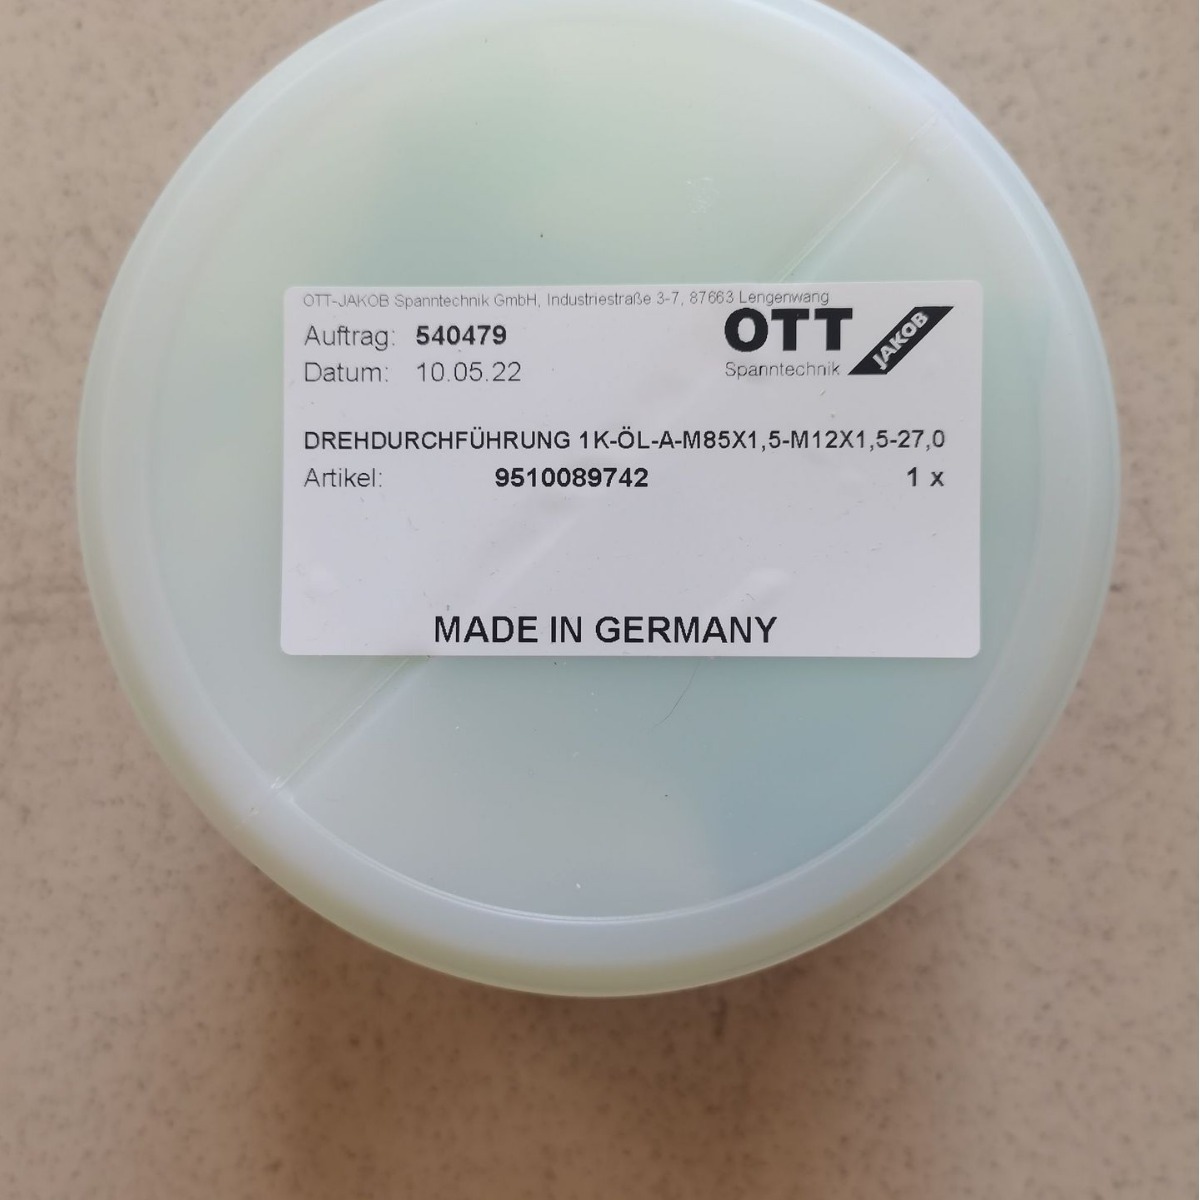 OTT-JAKOB Spanntechnik GmbH, Industriestraße 3-7, 87663 Lengenwang
Auftrag: 540479
Datum: 10.05.22
OTT
JAKOB
Spanntechnik
DREHDURCHFÜHRUNG 1K-ÖL-A-M85X1,5-M12X1,5-27,0
Artikel: 9510089742 1 x
MADE IN GERMANY